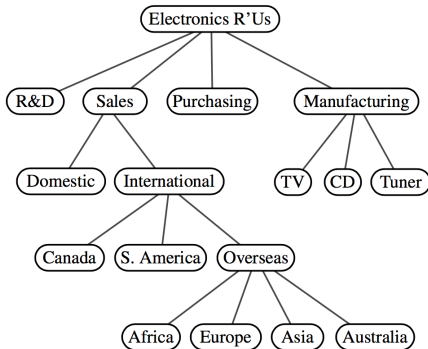 Electronics R'Us
R&D Sales Purchasing Manufacturing
Domestic International TV CD Tuner
Canada S. America Overseas
Africa Europe Asia Australia